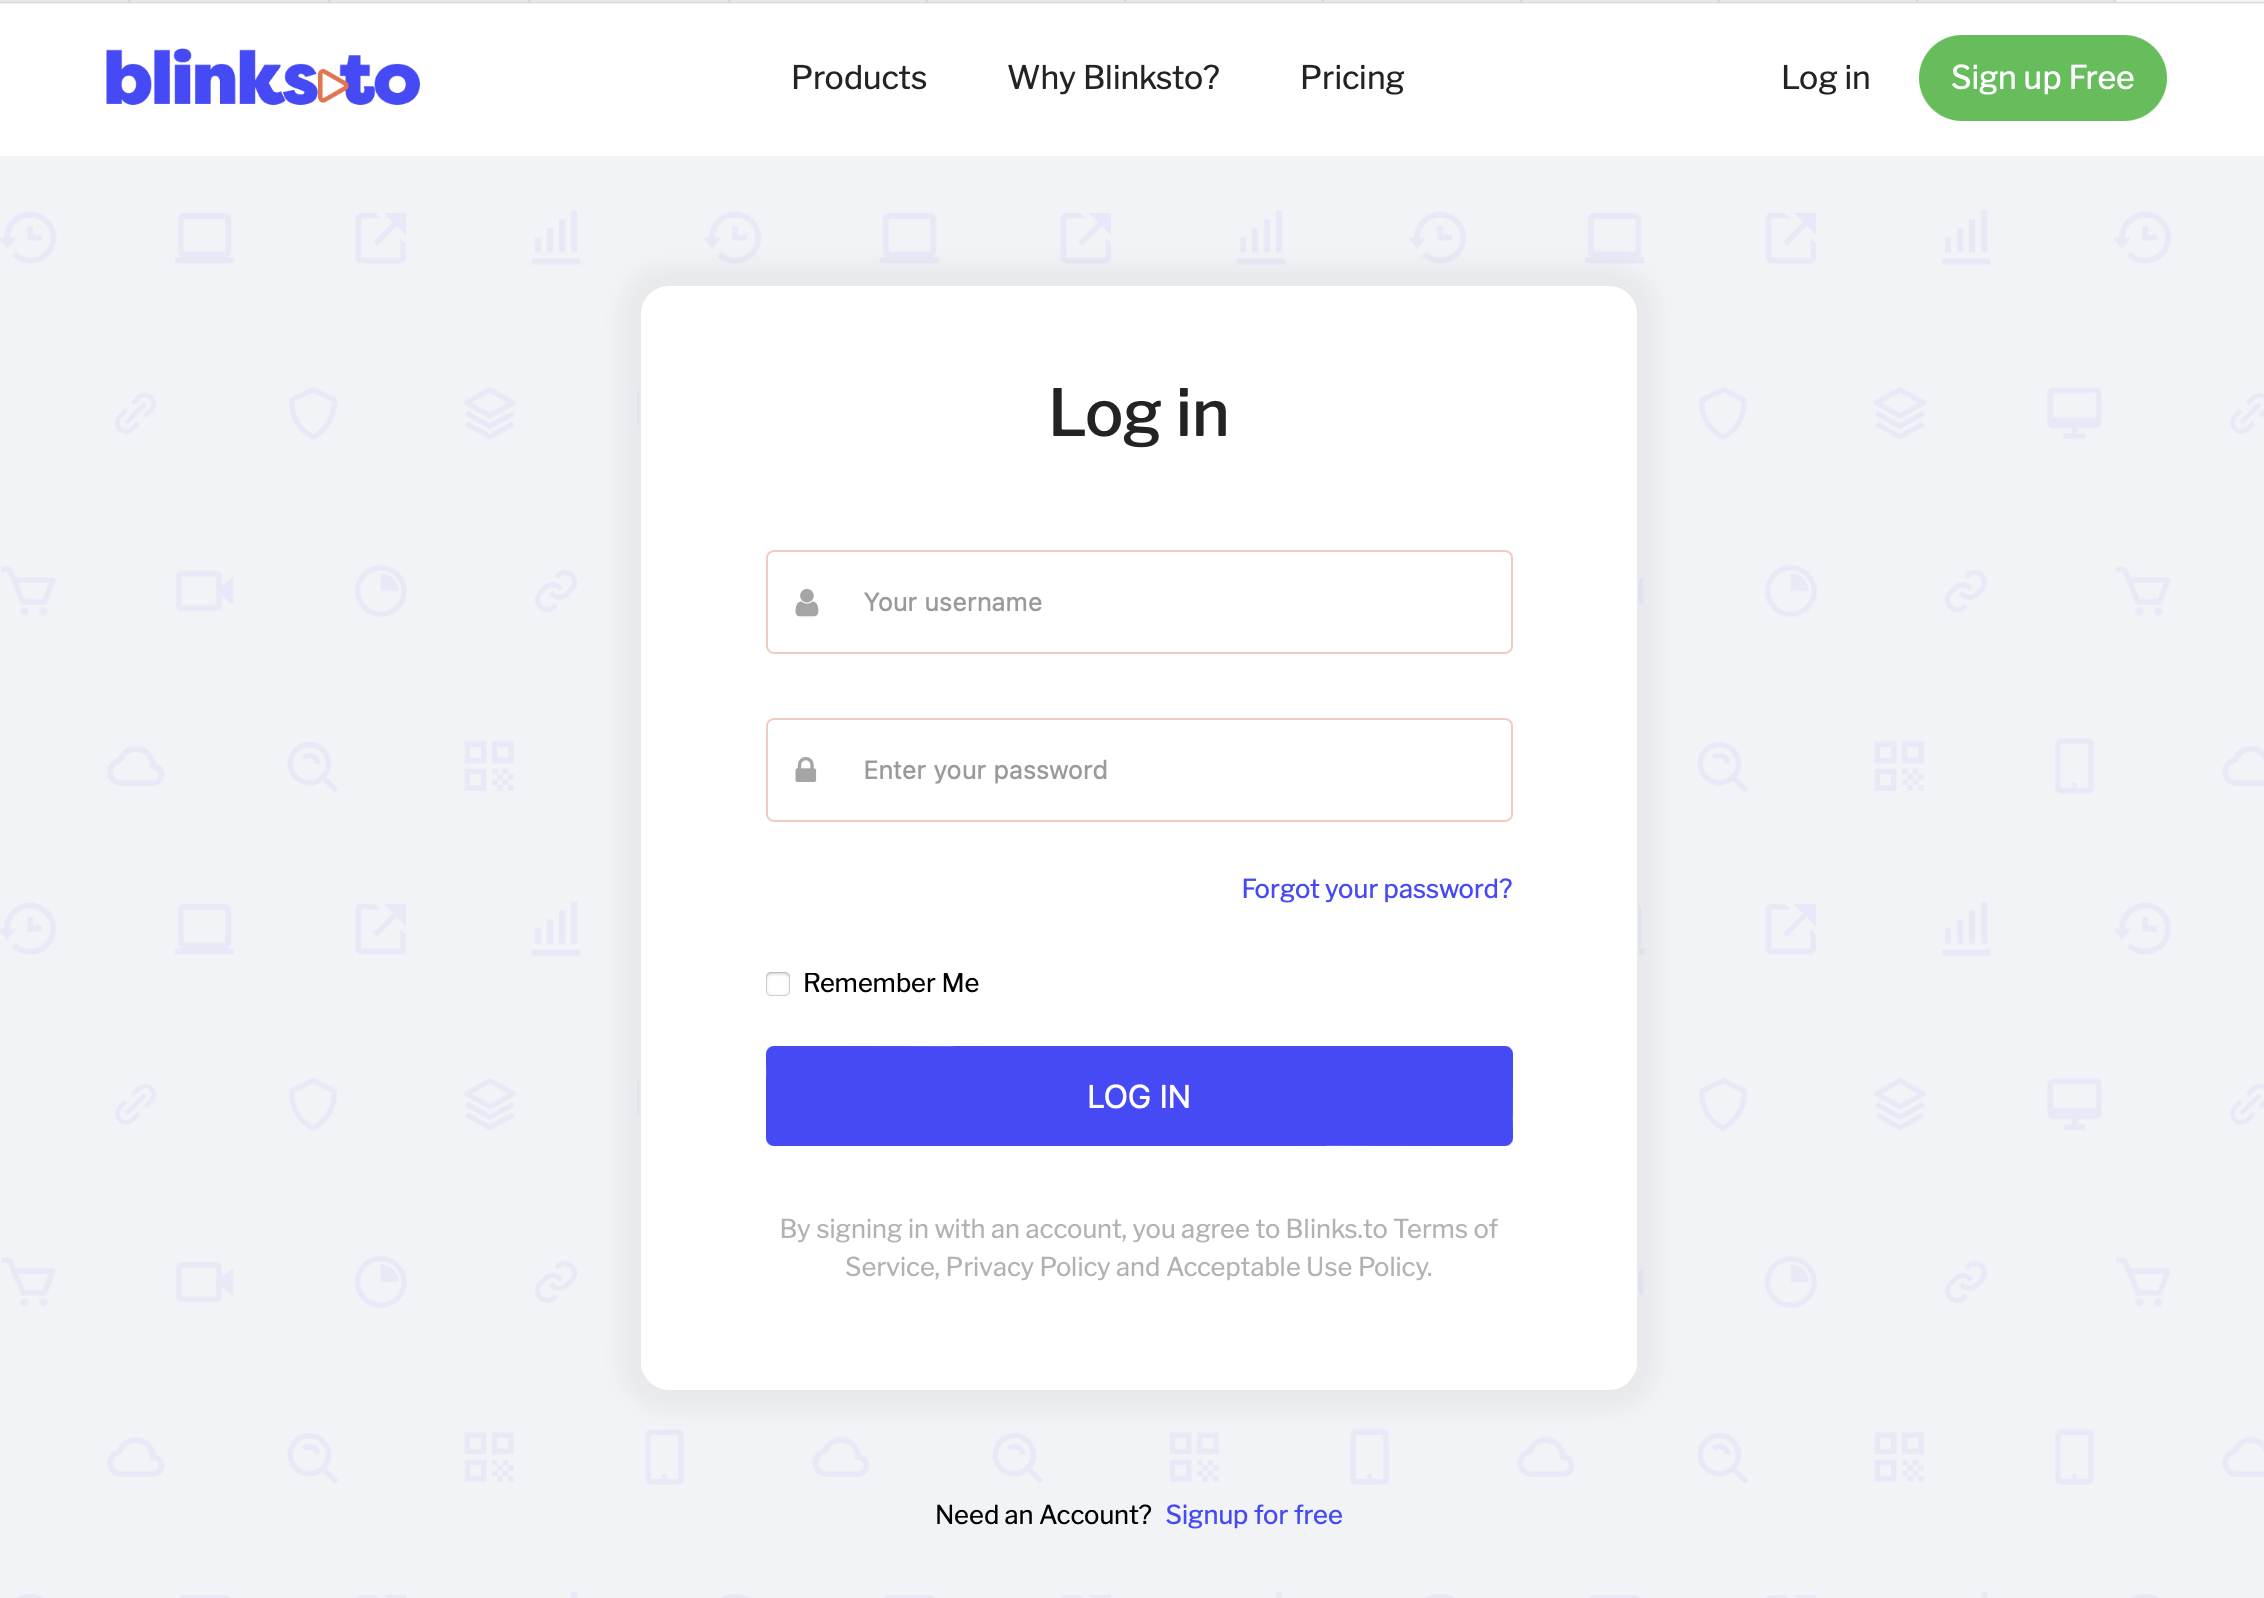 blinksto
Products Why Blinksto? Pricing Log in Sign up Free
Log in
Your username
Enter your password
Forgot your password?
Remember Me
LOG IN
By signing in with an account, you agree to Blinks.to Terms of
Service, Privacy Policy and Acceptable Use Policy.
Need an Account? Signup for free